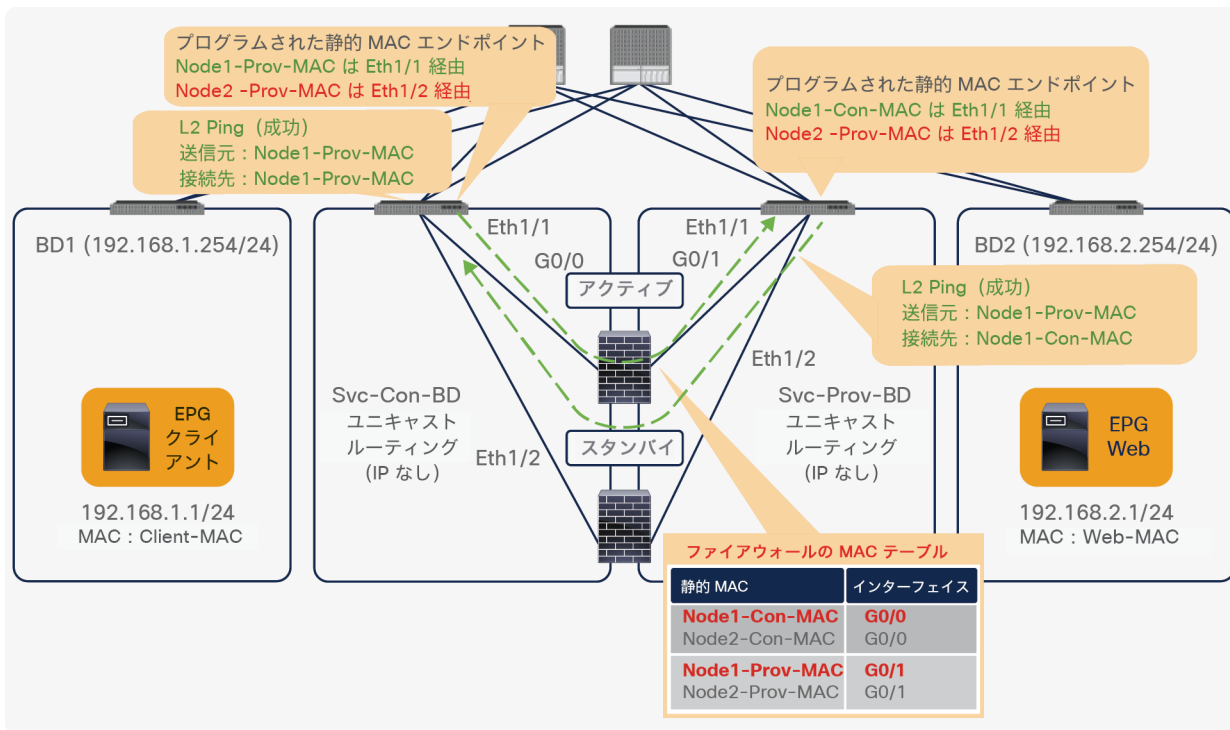 プログラムされた静的 MAC エンドポイント
Node1-Prov-MAC は Eth1/1 経由
Node2 -Prov-MAC は Eth1/2 経由
L2 Ping（成功）
送信元：Node1-Prov-MAC
接続先：Node1-Prov-MAC
プログラムされた静的 MAC エンドポイント
Node1-Con-MAC は Eth1/1 経由
Node2 -Prov-MAC は Eth1/2 経由
BD1 (192.168.1.254/24)
EPG
クライ
アント
192.168.1.1/24
MAC：Client-MAC
Eth1/1
G0/0
Svc-Con-BD
ユニキャスト
ルーティング
(IP なし)
Eth1/2
アクティブ
スタンバイ
Eth1/1
G0/1
Eth1/2
Svc-Prov-BD
ユニキャスト
ルーティング
(IP なし)
BD2 (192.168.2.254/24)
L2 Ping（成功）
送信元：Node1-Prov-MAC
接続先：Node1-Con-MAC
EPG
Web
192.168.2.1/24
MAC：Web-MAC
ファイアウォールの MAC テーブル
静的 MAC インターフェイス
Node1-Con-MAC G0/0
Node2-Con-MAC G0/0
Node1-Prov-MAC G0/1
Node2-Prov-MAC G0/1